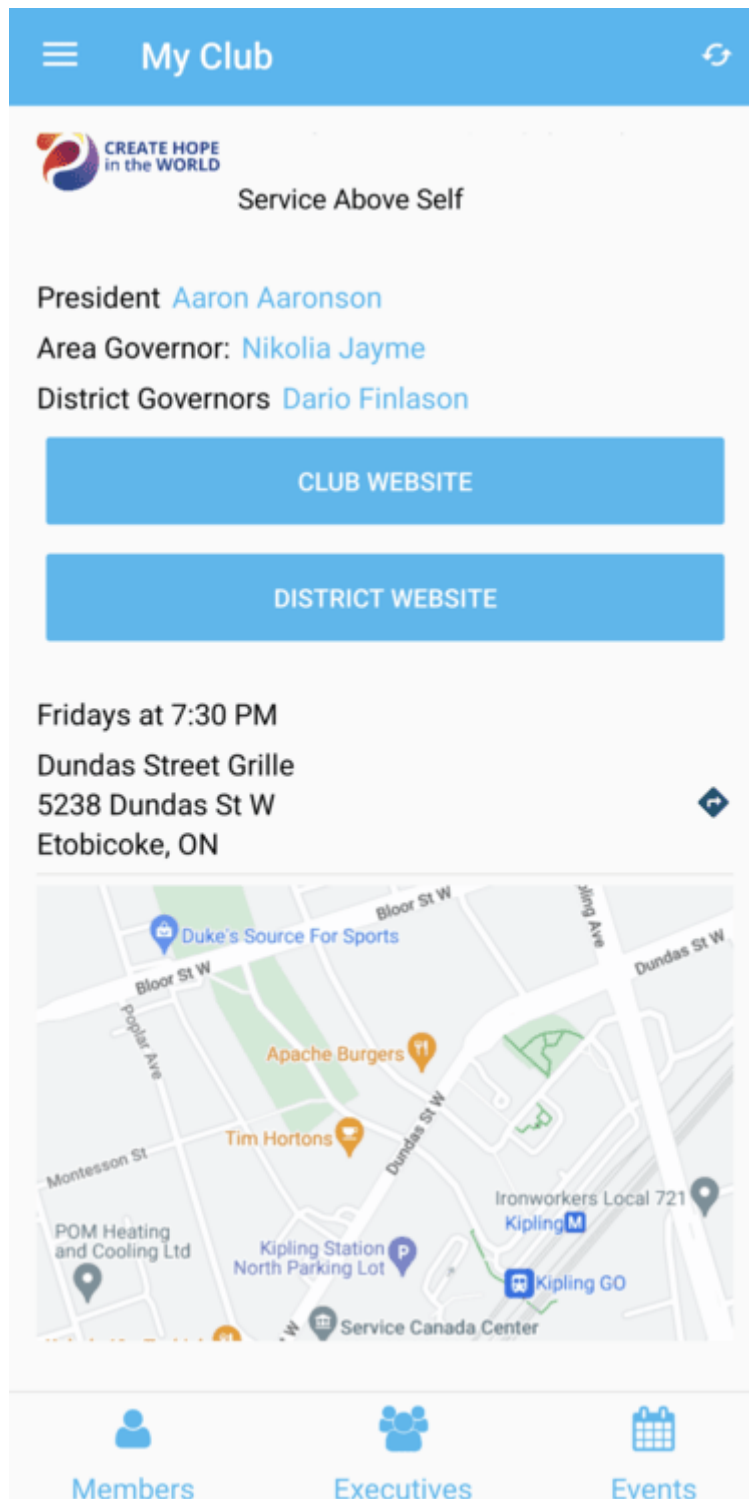 My Club
CREATE HOPE
in the WORLD
Service Above Self
President Aaron Aaronson
Area Governor: Nikolia Jayme
District Governors Dario Finlason
CLUB WEBSITE
DISTRICT WEBSITE
Fridays at 7:30 PM
Dundas Street Grille
5238 Dundas St W
Etobicoke, ON
Bloor St W
Duke's Source For Sports
Dundas St W
Bloor St W
Poplar Ave
Apache Burgers
Tim Hortons
Dundas St W
Montesson St
Ironworkers Local 721
Kipling M
POM Heating
and Cooling Ltd
Kipling Station
North Parking Lot
P
Kipling GO
Service Canada Center
Members
Executives
Events